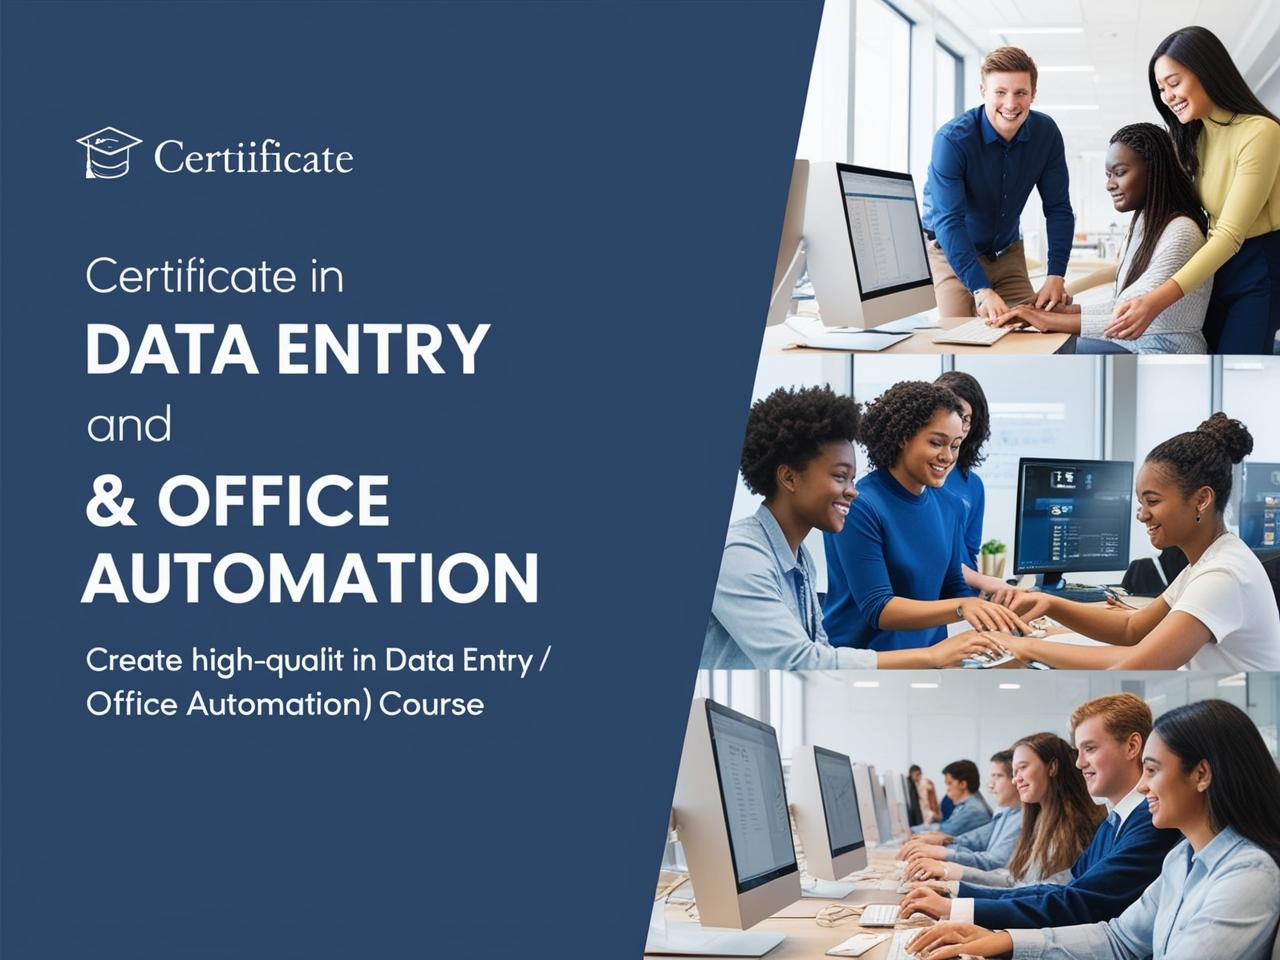 Certiificate
Certificate in
DATA ENTRY
and
& OFFICE
AUTOMATION
Create high-qualit in Data Entry /
Office Automation) Course